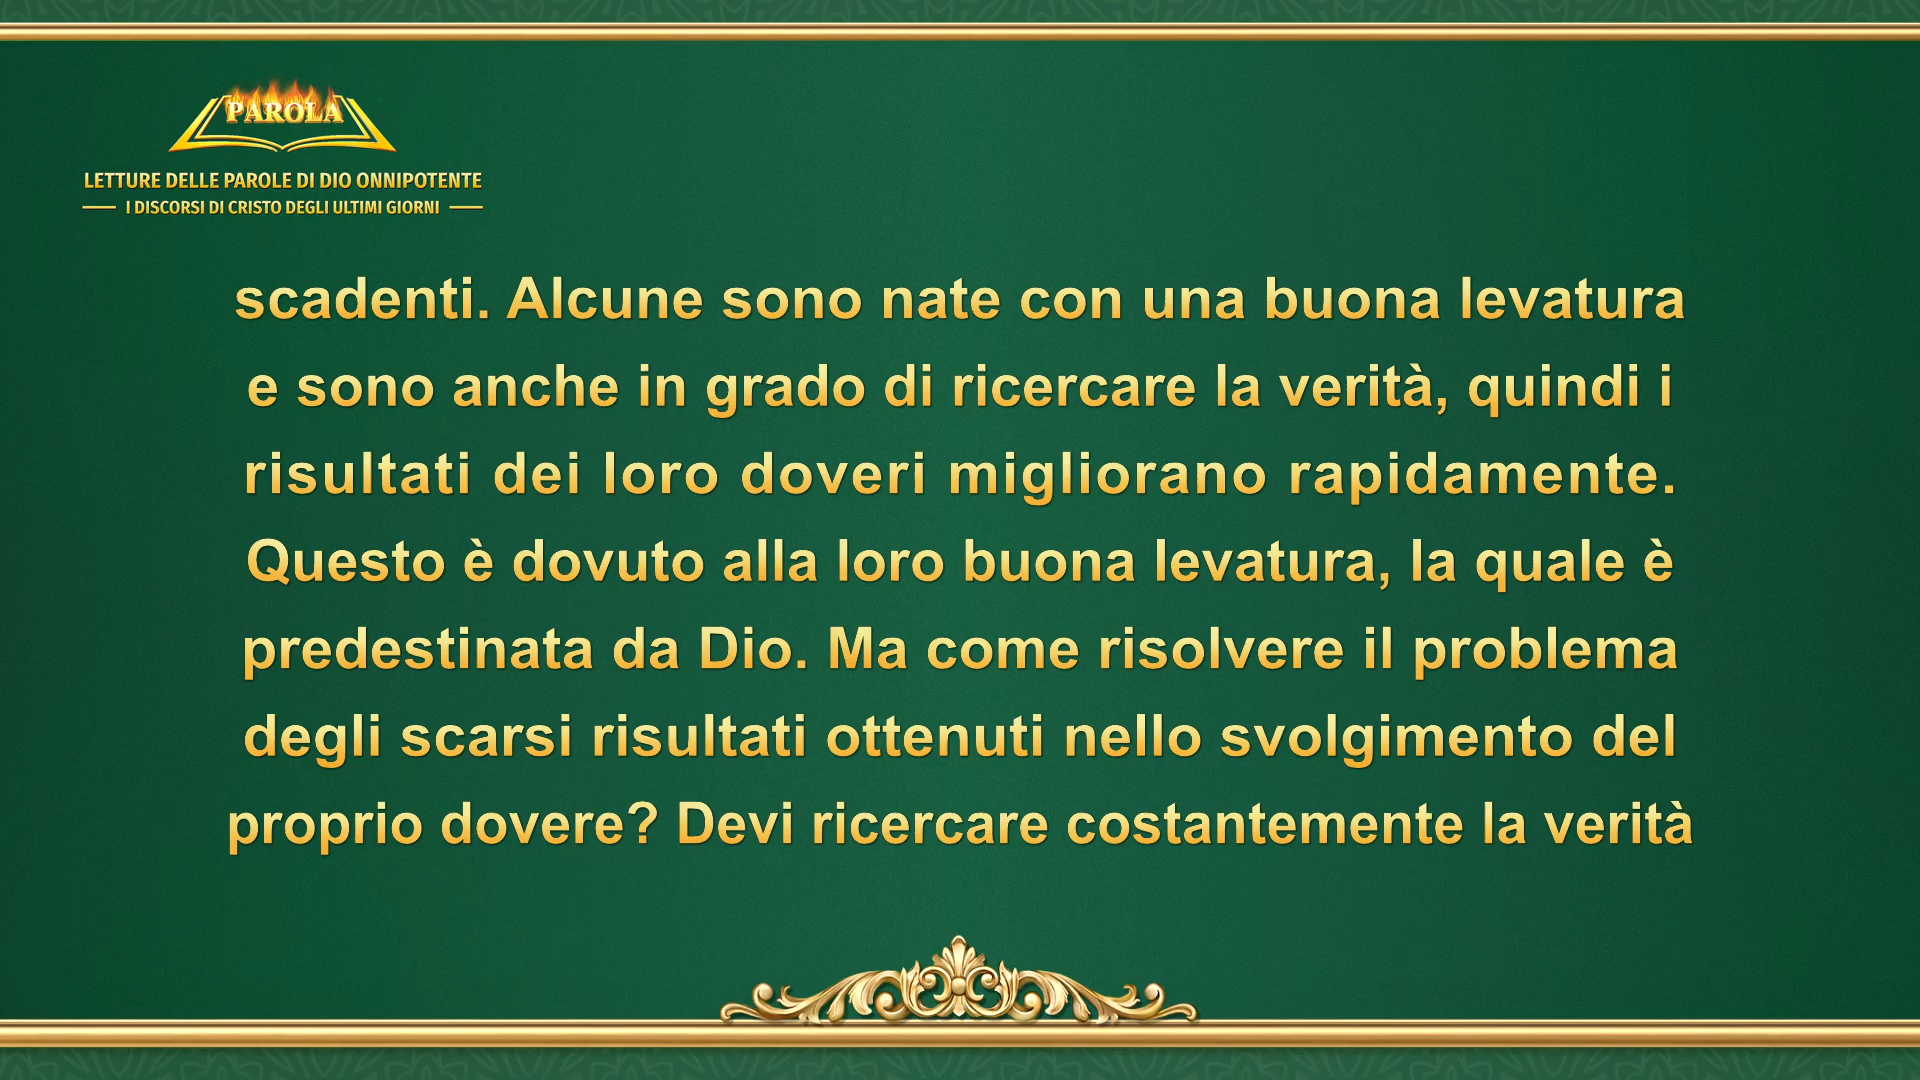 PAROLA
LETTURE DELLE PAROLE DI DIO ONNIPOTENTE
I DISCORSI DI CRISTO DEGLI ULTIMI GIORNI
scadenti. Alcune sono nate con una buona levatura
e sono anche in grado di ricercare la verità, quindi i
risultati dei loro doveri migliorano rapidamente.
Questo è dovuto alla loro buona levatura, la quale è
predestinata da Dio. Ma come risolvere il problema
degli scarsi risultati ottenuti nello svolgimento del
proprio dovere? Devi ricercare costantemente la verità